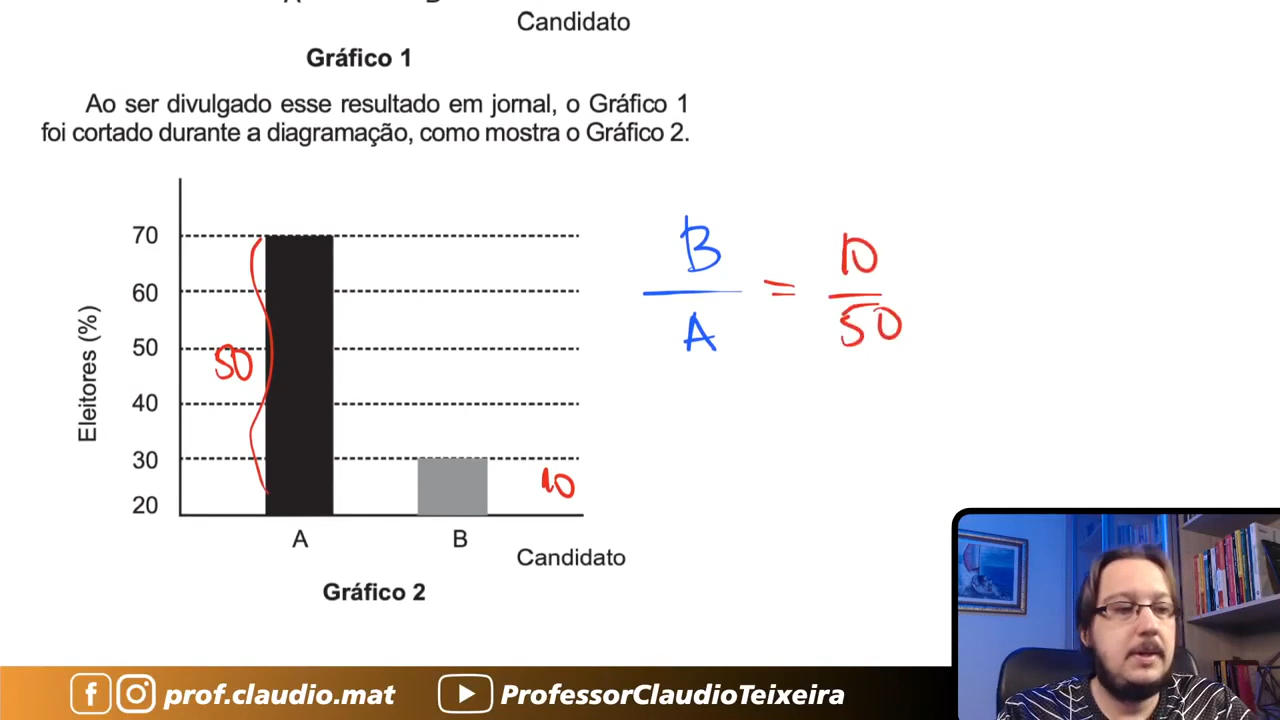 Candidato
Gráfico 1
Ao ser divulgado esse resultado em jornal, o Gráfico 1
foi cortado durante a diagramação, como mostra o Gráfico 2.
Eleitores (%)
70
60
50
40
30
20
50
10
A
B
Candidato
Gráfico 2
B
A
=
10
50
prof.claudio.mat
ProfessorClaudioTeixeira